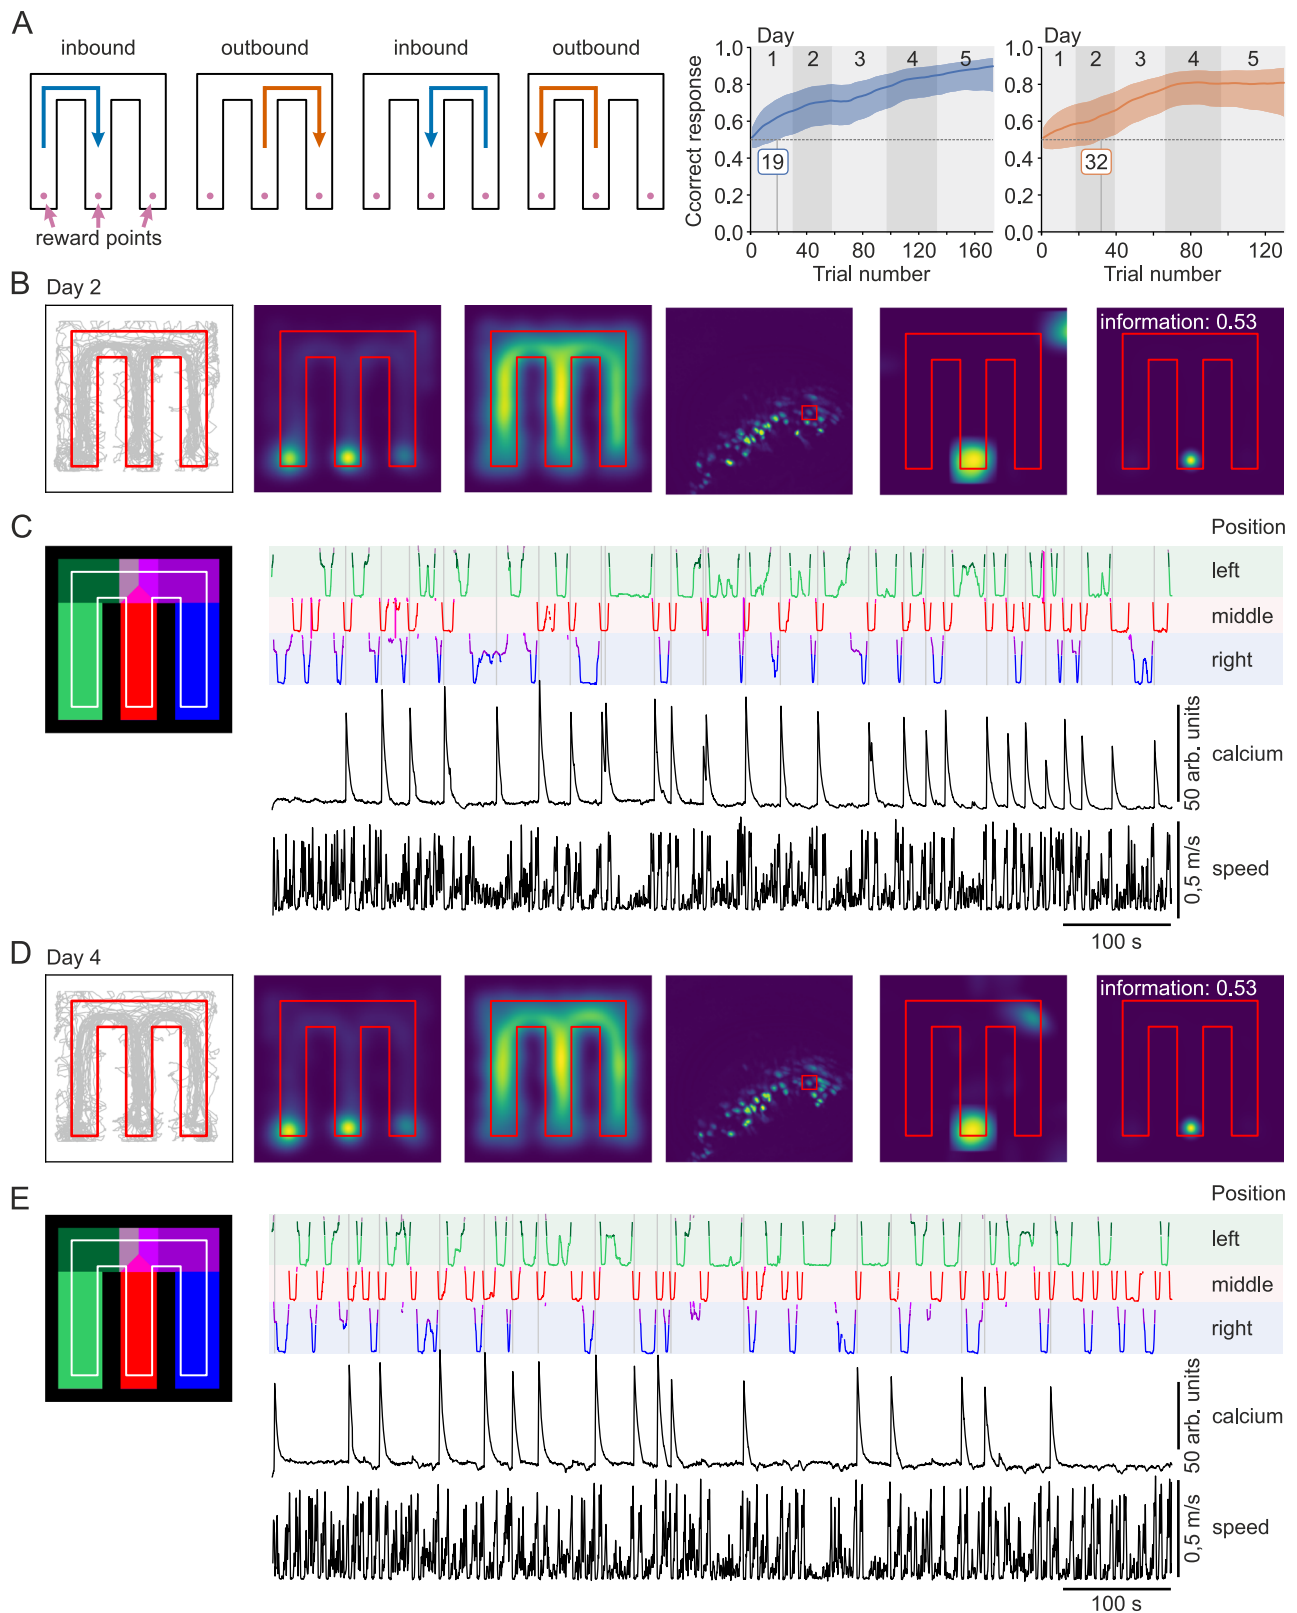 A
inbound
outbound
inbound
outbound
reward points
Day
1 2 3 4 5
Ccorrect response
1.0
0.8
0.6
0.4
0.2
0.0
19
0 40 80 120 160
Trial number
Day
1 2 3 4 5
1.0
0.8
0.6
0.4
0.2
0.0
32
0 40 80 120
Trial number
B Day 2
information: 0.53
C
Position
left
middle
right
50 arb. units
calcium
0,5 m/s
speed
100 s
D Day 4
information: 0.53
E
Position
left
middle
right
50 arb. units
calcium
0,5 m/s
speed
100 s